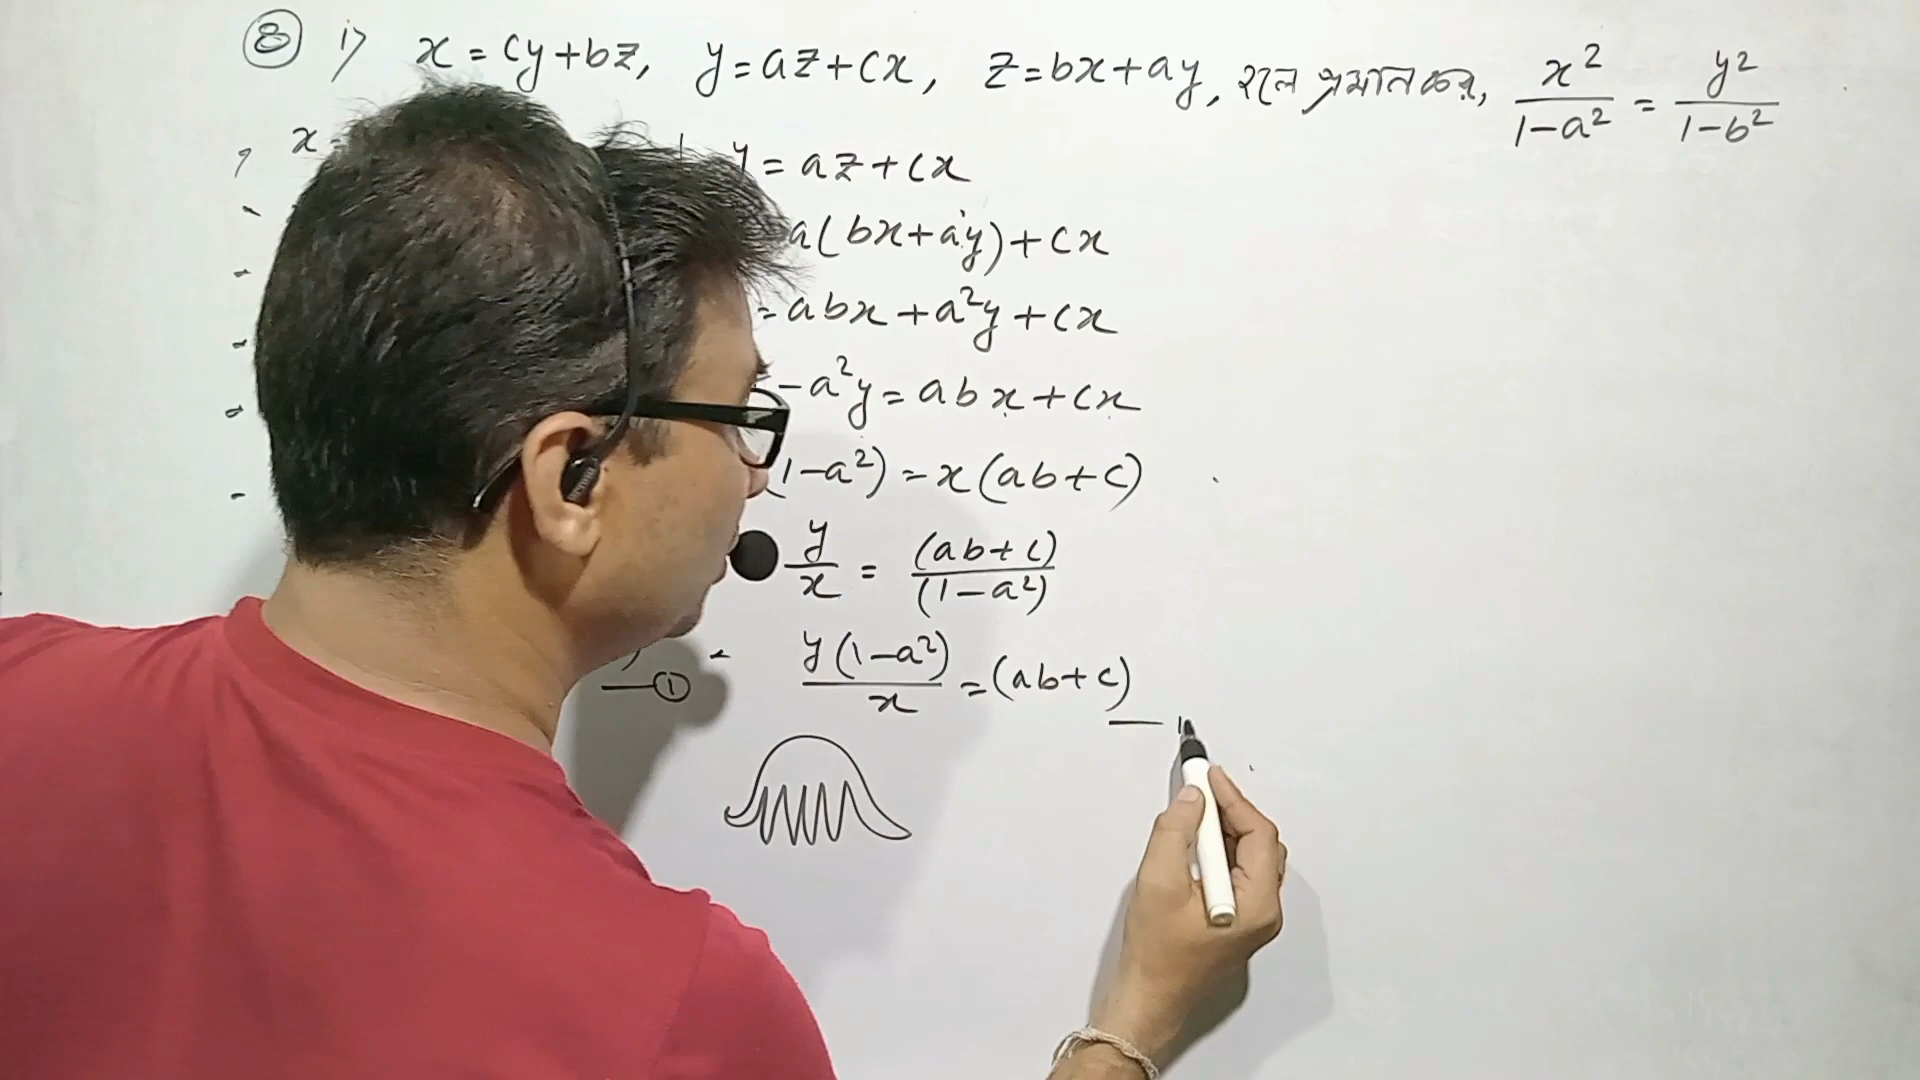 ⑧ i> x = cy+bz, y = az+cx, z = bx+ay, হলে প্রমান কর, x²/1-a² = y²/1-b²
x =
y = az+cx
a(bx+ay)+cx
= abx+a²y+cx
-a²y = abx+cx
(1-a²) = x(ab+c)
y/x = (ab+c)/(1-a²)
y(1-a²)/x = (ab+c)
—①